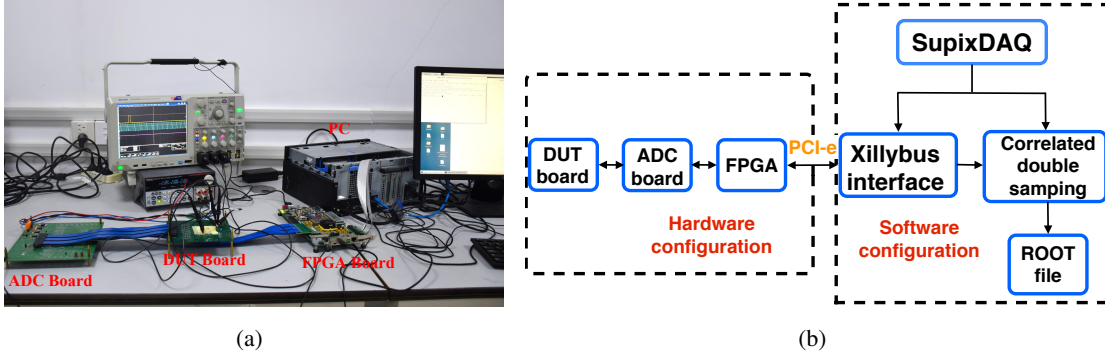 PC
ADC Board
DUT Board
FPGA Board
(a)
SupixDAQ
DUT
board
ADC
board
FPGA
PCI-e
Xillybus
interface
Correlated
double
samping
Hardware
configuration
Software
configuration
ROOT
file
(b)